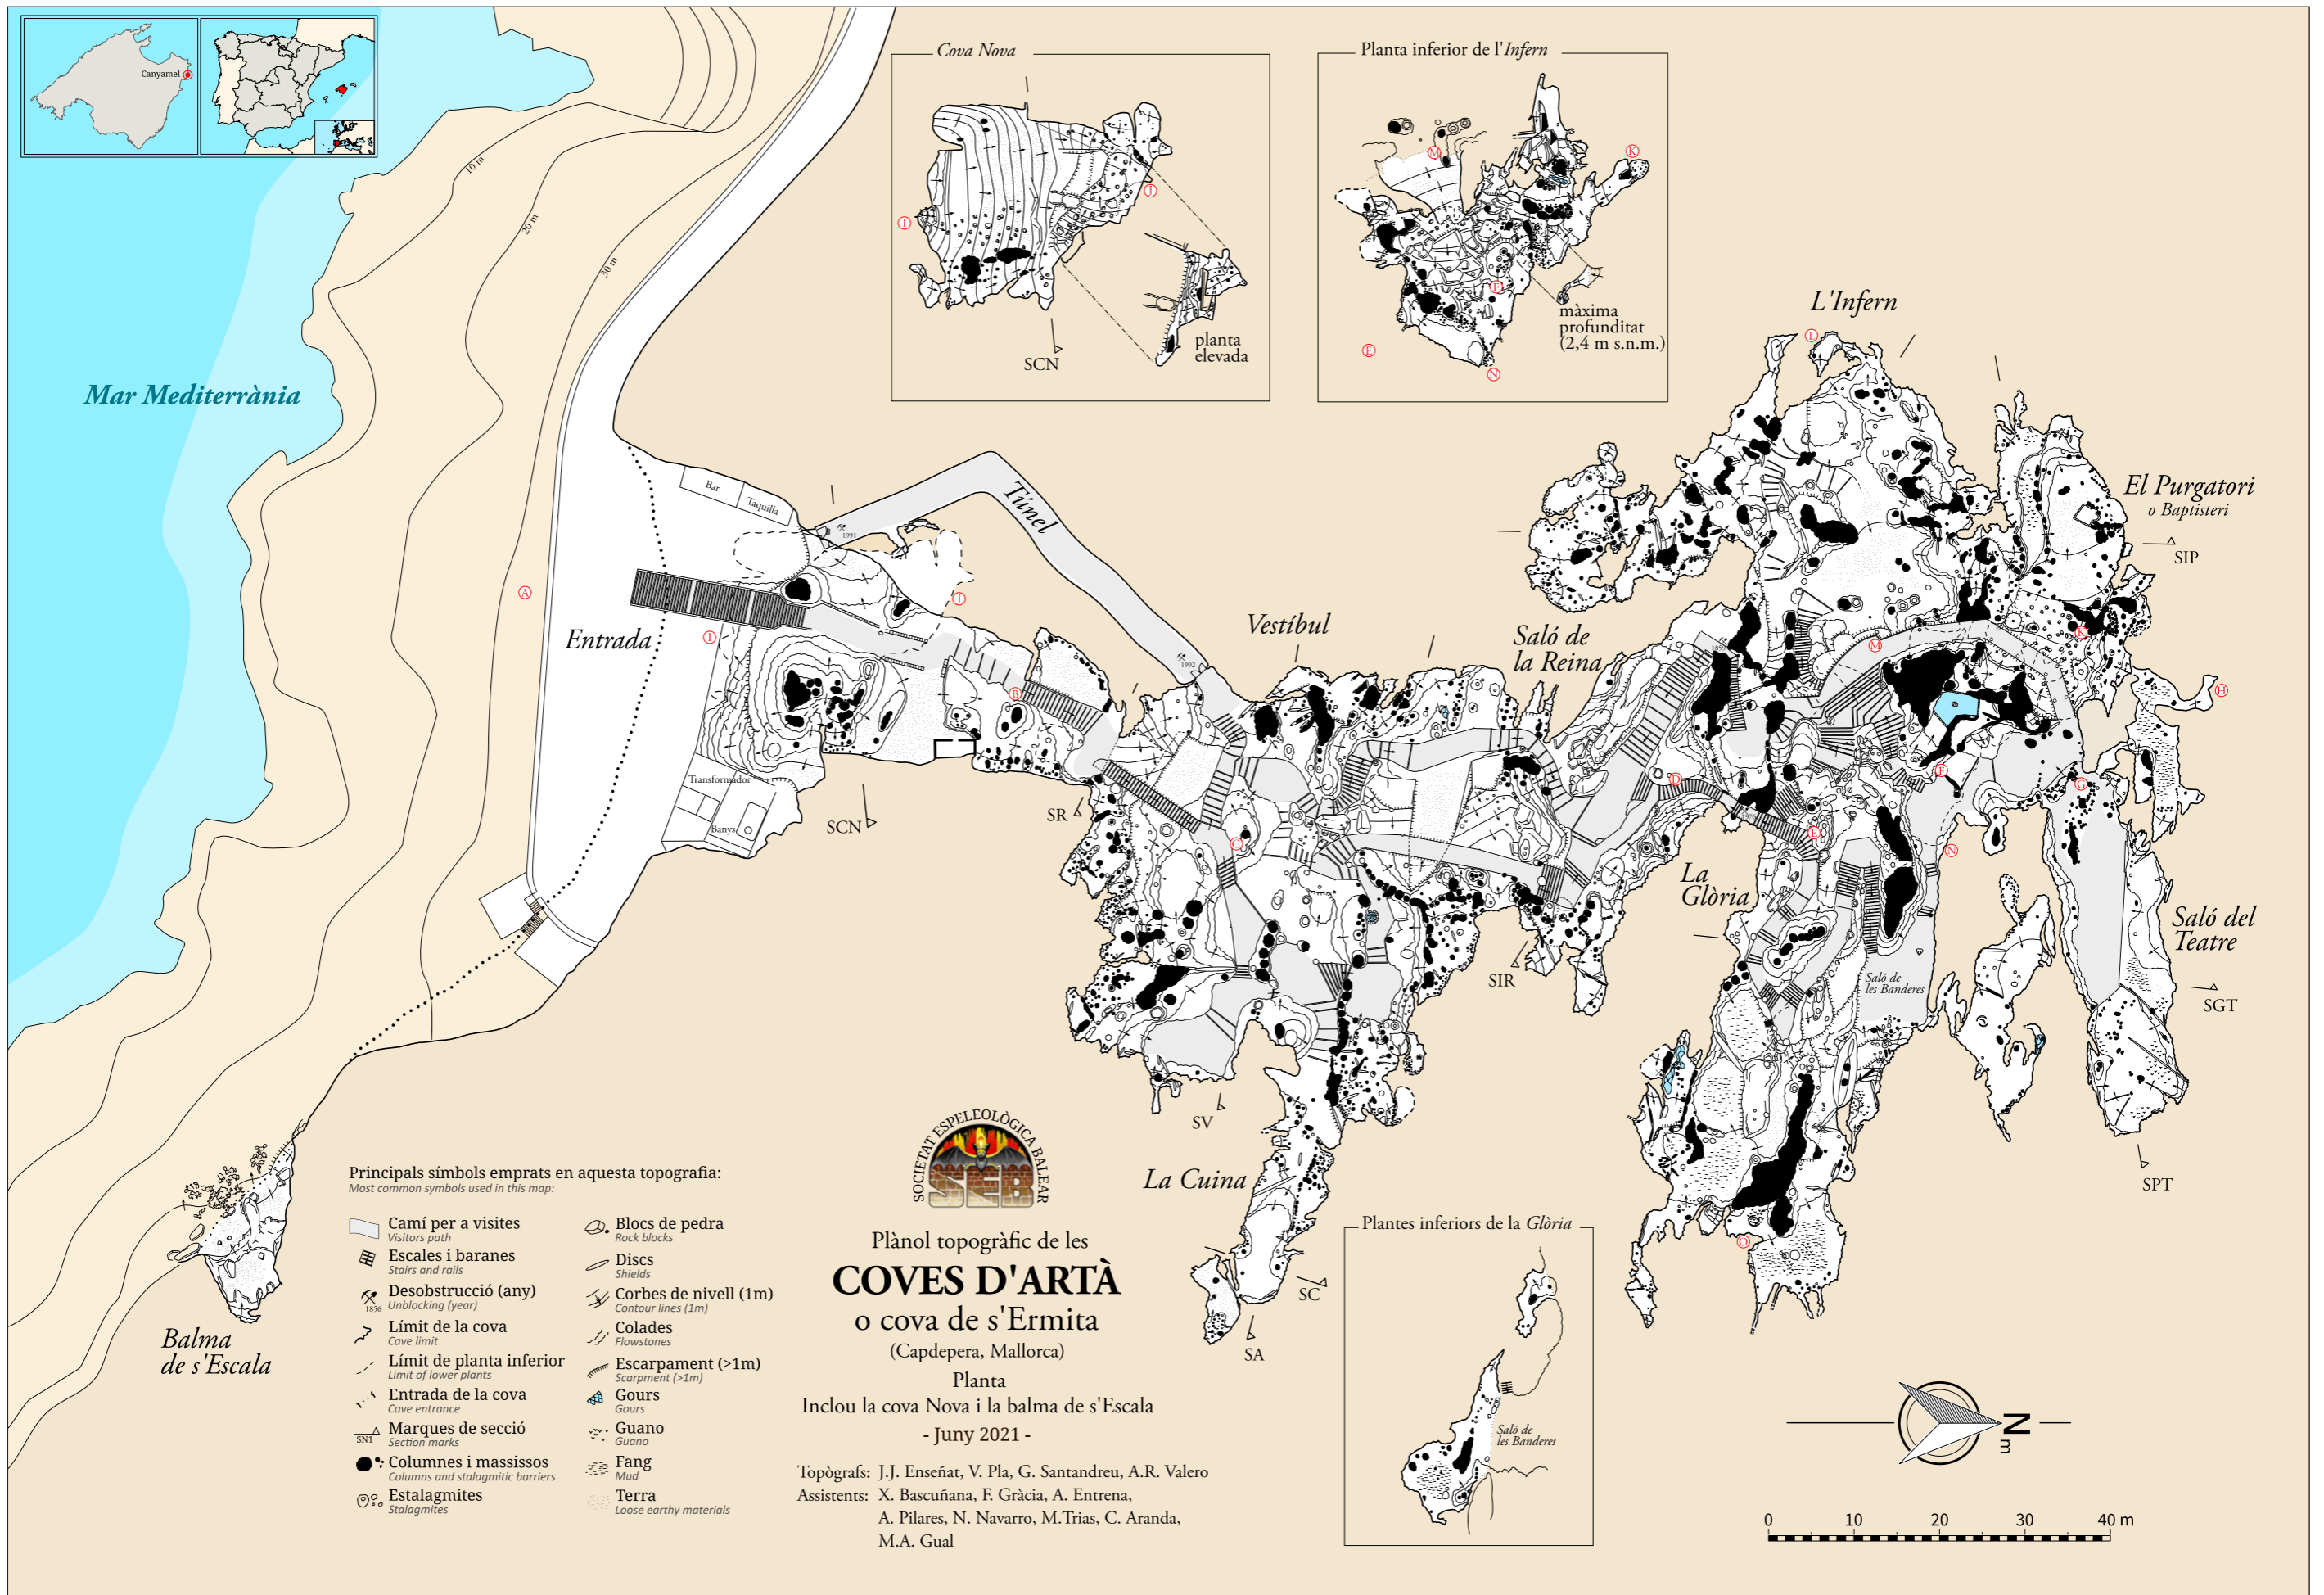 Canyamel
10 m
20 m
30 m
Mar Mediterrània
Cova Nova
I
J
SCN
planta
elevada
Planta inferior de l'Infern
M
K
F
E
N
màxima
profunditat
(2,4 m s.n.m.)
L'Infern
L
El Purgatori
o Baptisteri
SIP
Bar
Taquilla
1991
Túnel
1992
A
Entrada
I
J
B
Vestíbul
Saló de
la Reina
1859
M
K
H
D
F
G
E
N
C
Transformador
Banys
SCN
SR
SIR
La
Glòria
Saló de
les Banderes
Saló del
Teatre
SGT
SPT
SV
La Cuina
SC
SA
O
Balma
de s'Escala
Principals símbols emprats en aquesta topografia:
Most common symbols used in this map:
Camí per a visites
Visitors path
Escales i baranes
Stairs and rails
1856
Desobstrucció (any)
Unblocking (year)
Límit de la cova
Cave limit
Límit de planta inferior
Limit of lower plants
Entrada de la cova
Cave entrance
SN1
Marques de secció
Section marks
Columnes i massissos
Columns and stalagmitic barriers
Estalagmites
Stalagmites
Blocs de pedra
Rock blocks
Discs
Shields
Corbes de nivell (1m)
Contour lines (1m)
Colades
Flowstones
Escarpament (>1m)
Scarpment (>1m)
Gours
Gours
Guano
Guano
Fang
Mud
Terra
Loose earthy materials
SOCIETAT ESPELEOLÒGICA BALEAR
SEB
Plànol topogràfic de les
COVES D'ARTÀ
o cova de s'Ermita
(Capdepera, Mallorca)
Planta
Inclou la cova Nova i la balma de s'Escala
- Juny 2021 -
Topògrafs: J.J. Enseñat, V. Pla, G. Santandreu, A.R. Valero
Assistents: X. Bascuñana, F. Gràcia, A. Entrena,
A. Pilares, N. Navarro, M.Trias, C. Aranda,
M.A. Gual
Plantes inferiors de la Glòria
Saló de
les Banderes
N
m
0 10 20 30 40 m